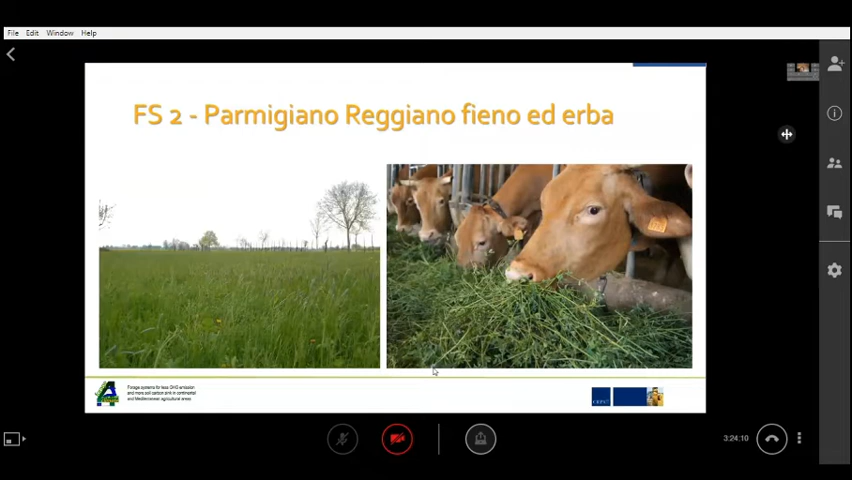 File Edit Window Help
FS 2 - Parmigiano Reggiano fieno ed erba
Forage systems for less GHG emission
and more soil carbon sink in continental
and Mediterranean agricultural areas
3:24:10